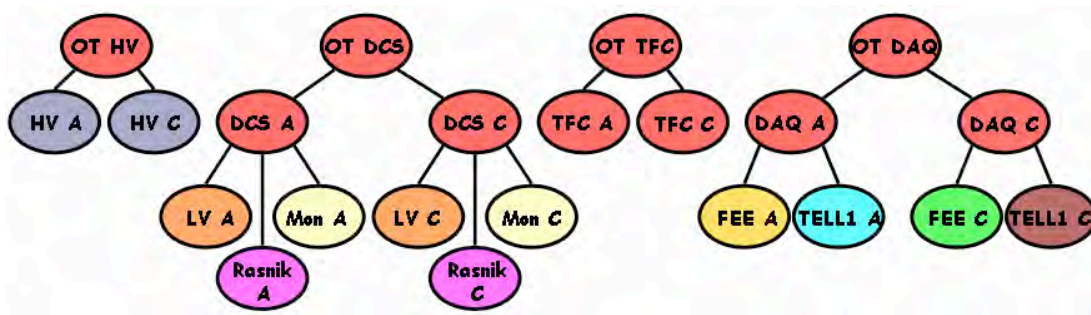 OT HV
OT DCS
OT TFC
OT DAQ
HV A
HV C
DCS A
DCS C
TFC A
TFC C
DAQ A
DAQ C
LV A
Mon A
LV C
Mon C
FEE A
TELL1 A
FEE C
TELL1 C
Rasnik
A
Rasnik
C